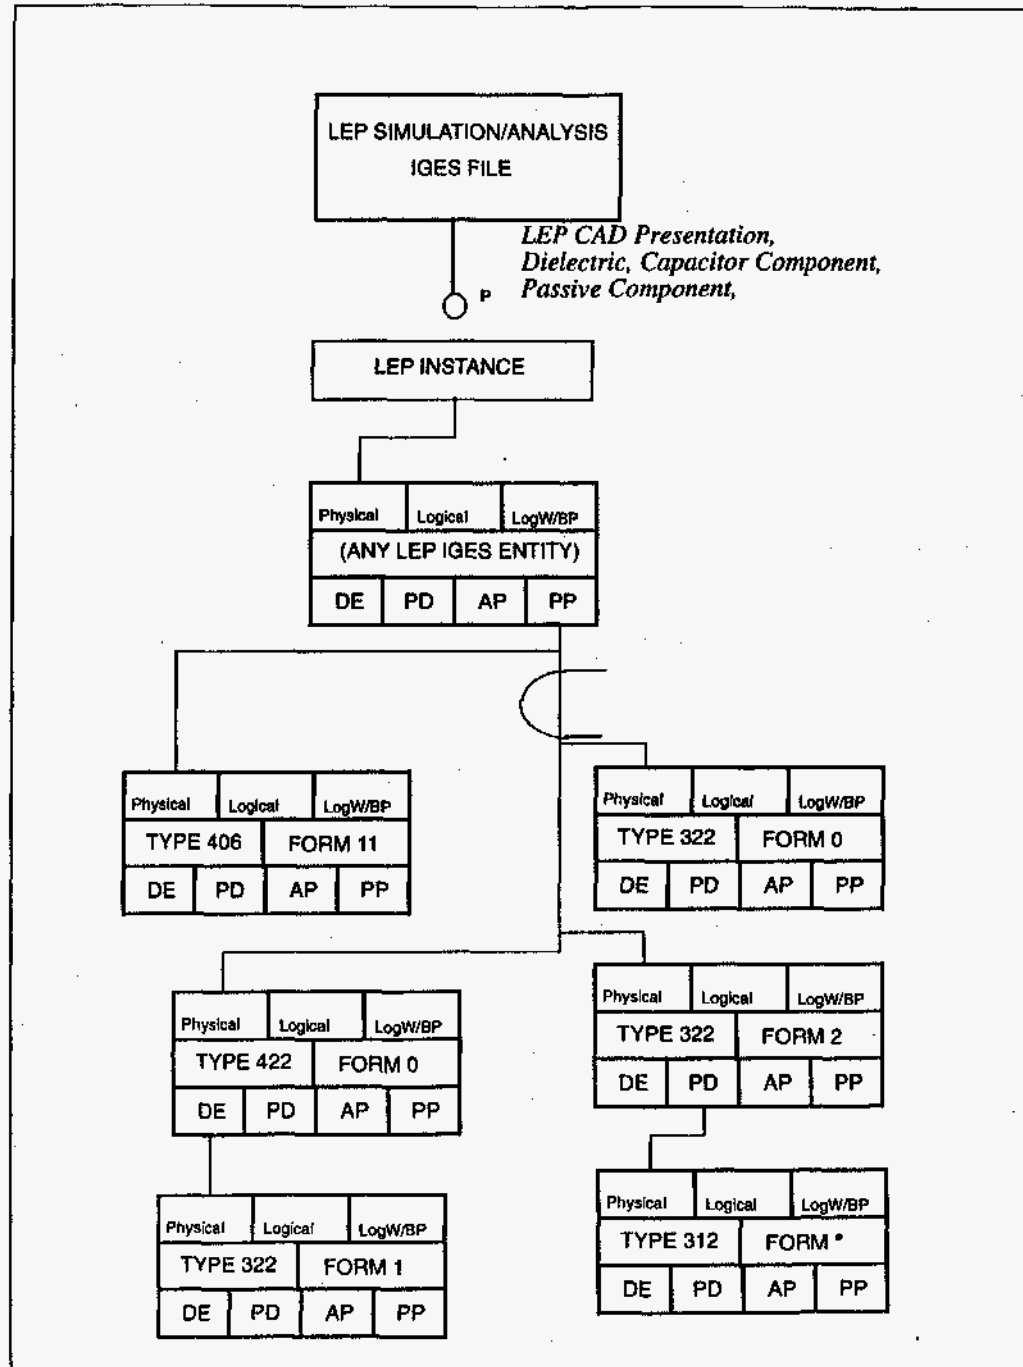 LEP SIMULATION/ANALYSIS
IGES FILE
LEP CAD Presentation,
Dielectric, Capacitor Component,
Passive Component,
P
LEP INSTANCE
Physical Logical LogW/BP
(ANY LEP IGES ENTITY)
DE PD AP PP
Physical Logical LogW/BP
TYPE 406 FORM 11
DE PD AP PP
Physical Logical LogW/BP
TYPE 322 FORM 0
DE PD AP PP
Physical Logical LogW/BP
TYPE 422 FORM 0
DE PD AP PP
Physical Logical LogW/BP
TYPE 322 FORM 2
DE PD AP PP
Physical Logical LogW/BP
TYPE 322 FORM 1
DE PD AP PP
Physical Logical LogW/BP
TYPE 312 FORM *
DE PD AP PP